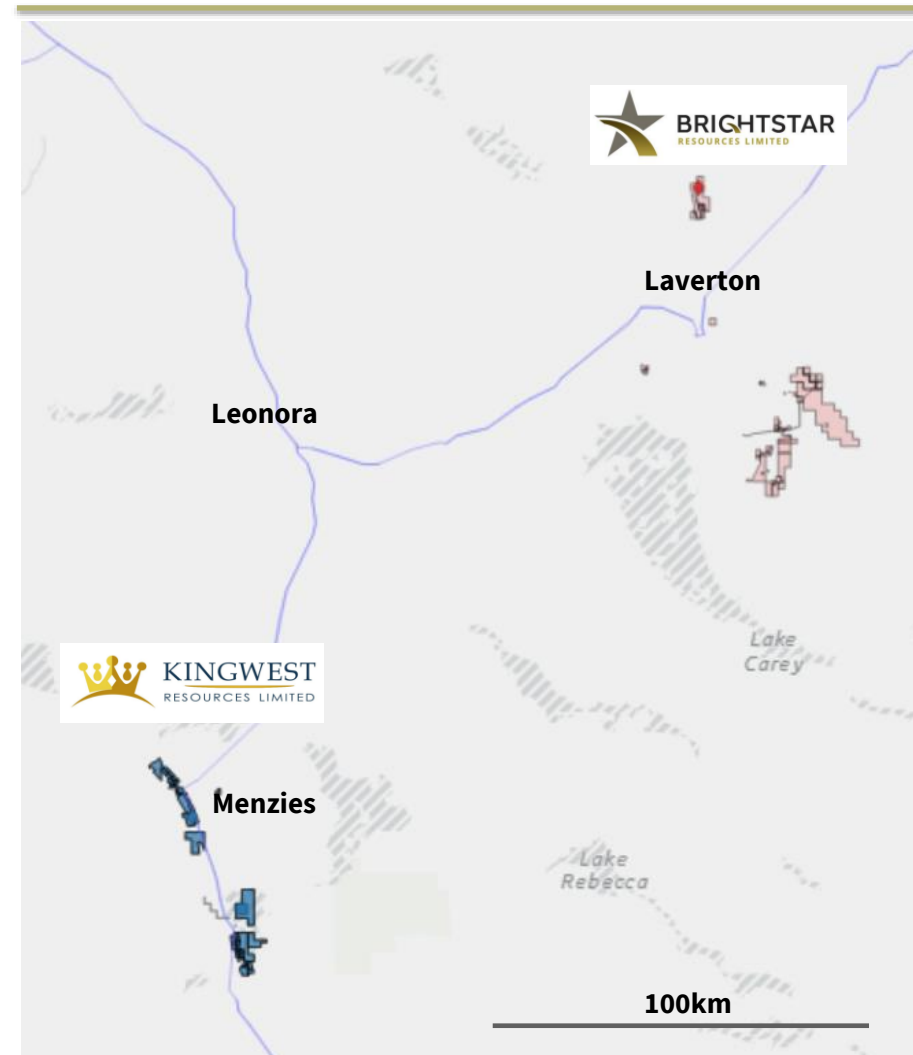 BRIGHTSTAR
RESOURCES LIMITED
Laverton
Leonora
Lake
Carey
KINGWEST
RESOURCES LIMITED
Menzies
Lake
Rebecca
100km